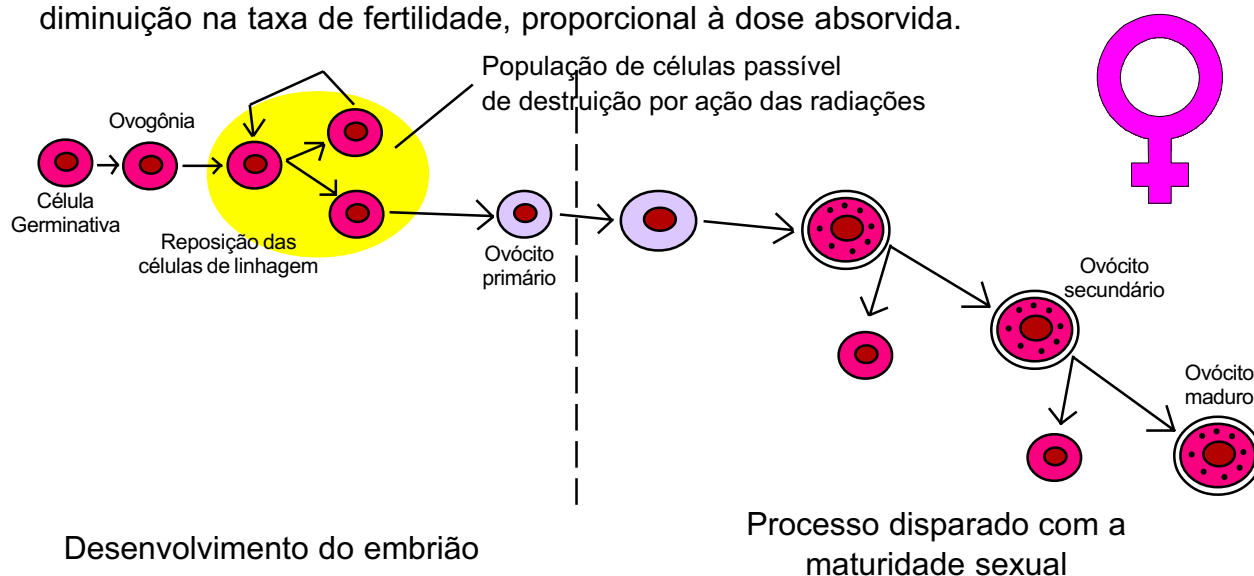 diminuição na taxa de fertilidade, proporcional à dose absorvida.
População de células passível
de destruição por ação das radiações
Ovogônia
Célula
Germinativa
Reposição das
células de linhagem
Ovócito
primário
Ovócito
secundário
Ovócito
maduro
Desenvolvimento do embrião
Processo disparado com a
maturidade sexual